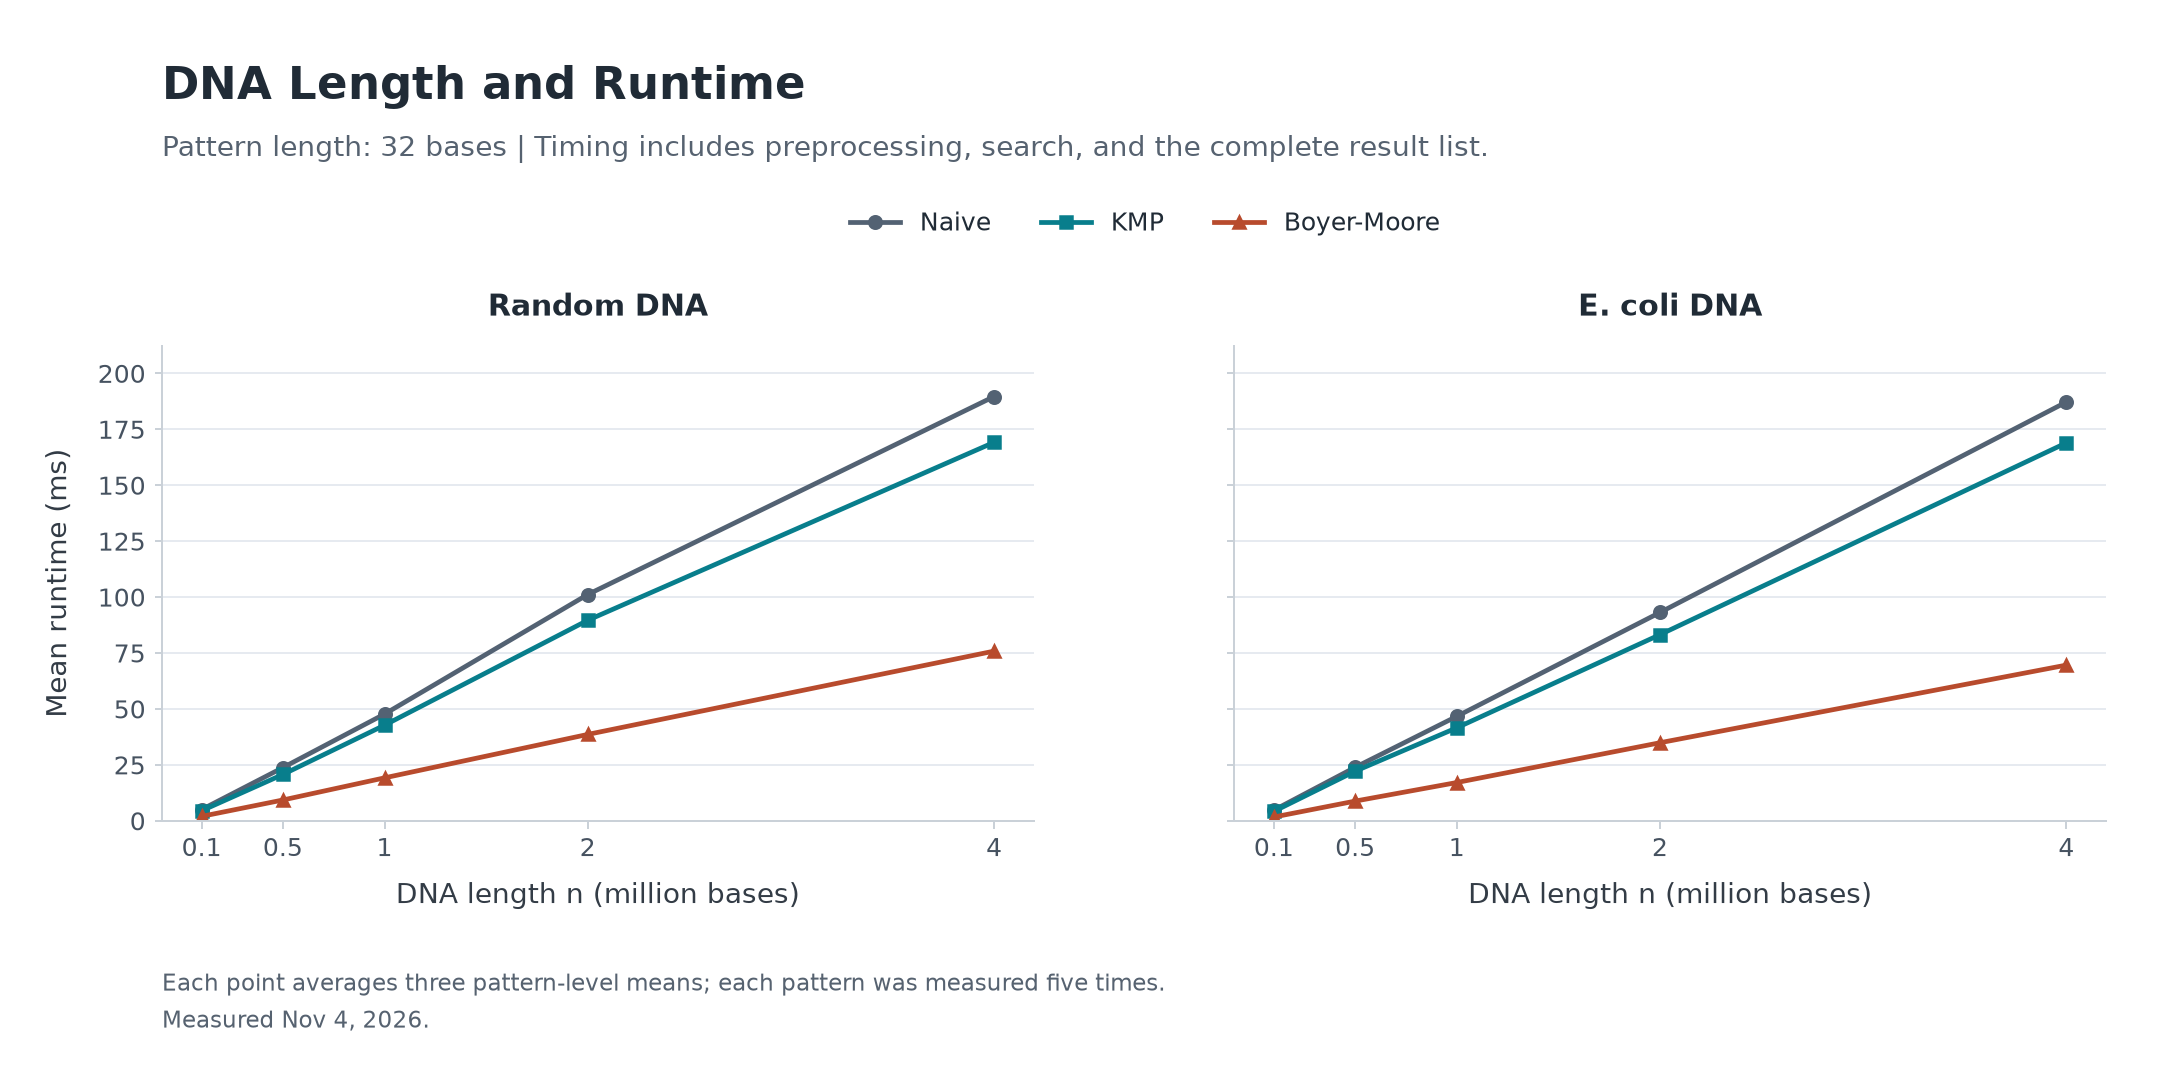 DNA Length and Runtime
Pattern length: 32 bases | Timing includes preprocessing, search, and the complete result list.
Naive KMP Boyer-Moore
Random DNA
200
175
150
125
100
75
50
25
0
Mean runtime (ms)
0.1 0.5 1 2 4
DNA length n (million bases)
E. coli DNA
0.1 0.5 1 2 4
DNA length n (million bases)
Each point averages three pattern-level means; each pattern was measured five times.
Measured Nov 4, 2026.